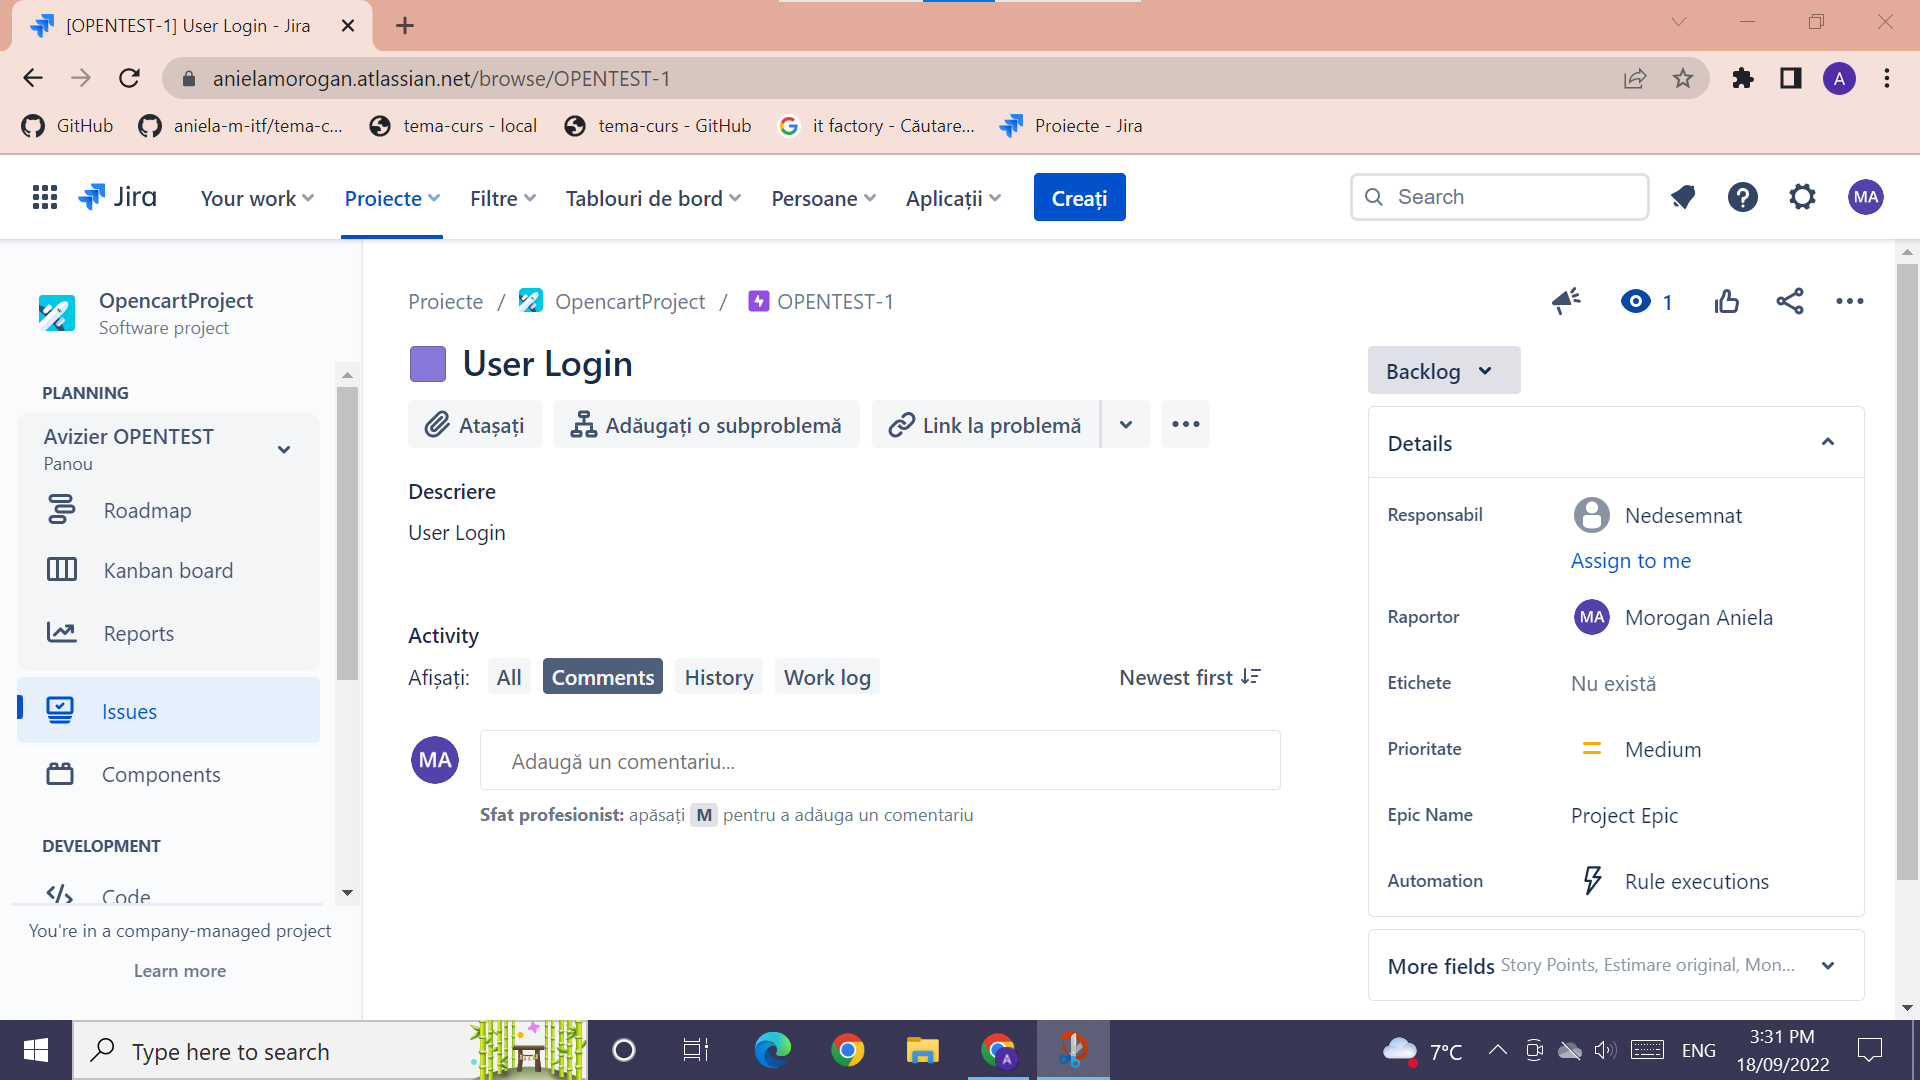 [OPENTEST-1] User Login - Jira
anielamorogan.atlassian.net/browse/OPENTEST-1
A
GitHub
aniela-m-itf/tema-c...
tema-curs - local
tema-curs - GitHub
it factory - Căutare...
Proiecte - Jira
Jira
Your work
Proiecte
Filtre
Tablouri de bord
Persoane
Aplicații
Creați
Search
MA
OpencartProject
Software project
PLANNING
Avizier OPENTEST
Panou
Roadmap
Kanban board
Reports
Issues
Components
DEVELOPMENT
Code
You're in a company-managed project
Learn more
Proiecte / OpencartProject / OPENTEST-1
1
User Login
Atașați
Adăugați o subproblemă
Link la problemă
Descriere
User Login
Activity
Afișați: All Comments History Work log
Newest first
MA
Adaugă un comentariu...
Sfat profesionist: apăsați M pentru a adăuga un comentariu
Backlog
Details
Responsabil
Nedesemnat
Assign to me
Raportor
MA Morogan Aniela
Etichete
Nu există
Prioritate
Medium
Epic Name
Project Epic
Automation
Rule executions
More fields Story Points, Estimare original, Mon...
Type here to search
A
7°C
ENG
3:31 PM
18/09/2022